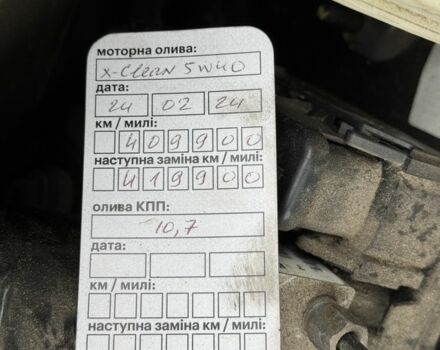 моторна олива:
X-Clean 5W40
дата:
24 02 24
км / милі:
409900
наступна заміна км / милі:
419900
олива КПП:
10,7
дата:
км / милі:
наступна заміна км / милі: